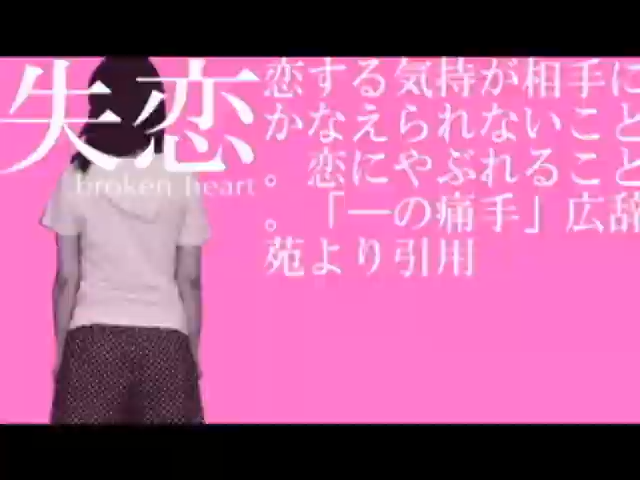 失恋
broken heart
恋する気持が相手に
かなえられないこと
。恋にやぶれること
。「―の痛手」広辞
苑より引用